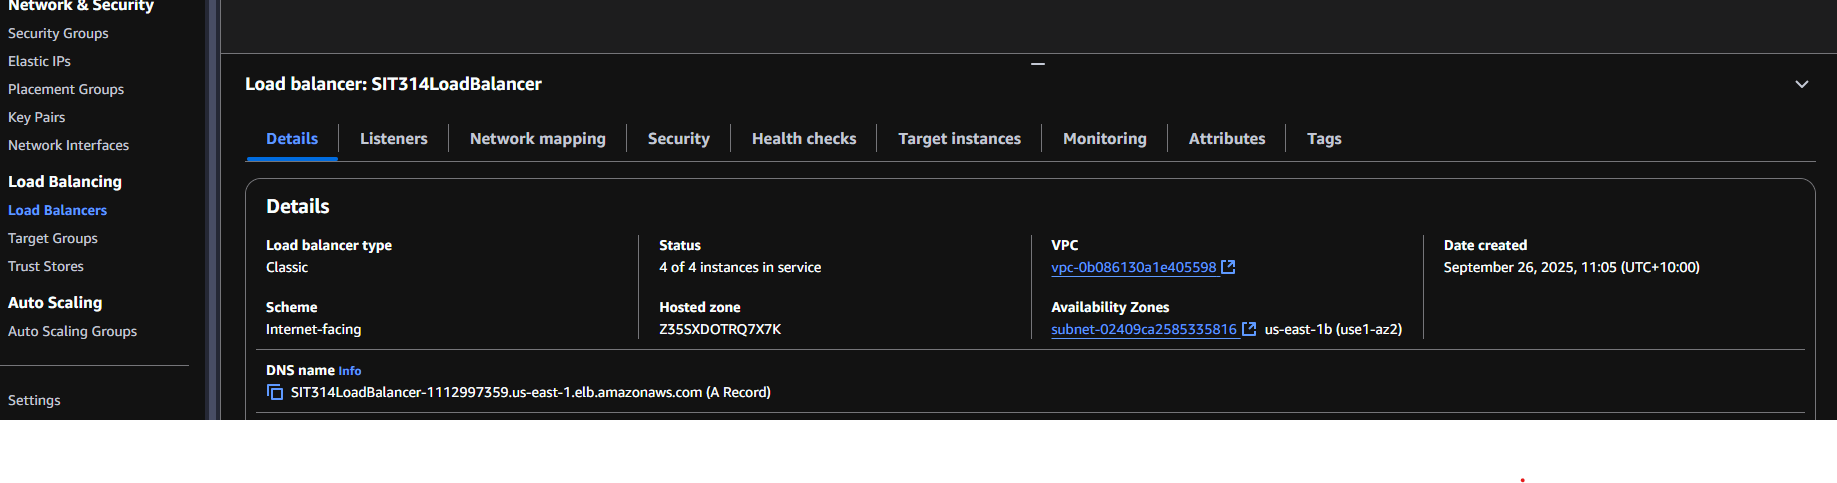 Network & Security
Security Groups
Elastic IPs
Placement Groups
Key Pairs
Network Interfaces
Load Balancing
Load Balancers
Target Groups
Trust Stores
Auto Scaling
Auto Scaling Groups
Settings
Load balancer: SIT314LoadBalancer
Details Listeners Network mapping Security Health checks Target instances Monitoring Attributes Tags
Details
Load balancer type
Classic
Status
4 of 4 instances in service
VPC
vpc-0b086130a1e405598
Date created
September 26, 2025, 11:05 (UTC+10:00)
Scheme
Internet-facing
Hosted zone
Z35SXDOTRQ7X7K
Availability Zones
subnet-02409ca2585335816 us-east-1b (use1-az2)
DNS name Info
SIT314LoadBalancer-1112997359.us-east-1.elb.amazonaws.com (A Record)